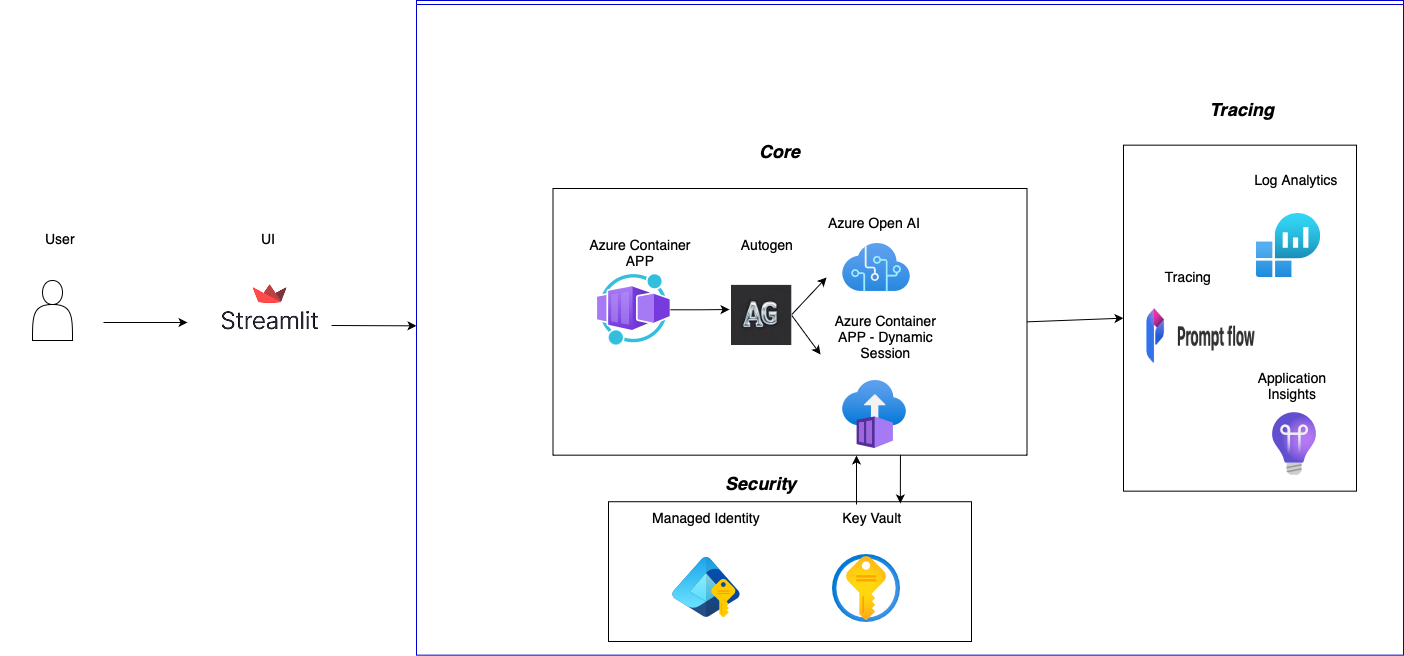 User
UI
Streamlit
Core
Azure Container
APP
Autogen
AG
Azure Open AI
Azure Container
APP - Dynamic
Session
Security
Managed Identity
Key Vault
Tracing
Log Analytics
Tracing
Prompt flow
Application
Insights